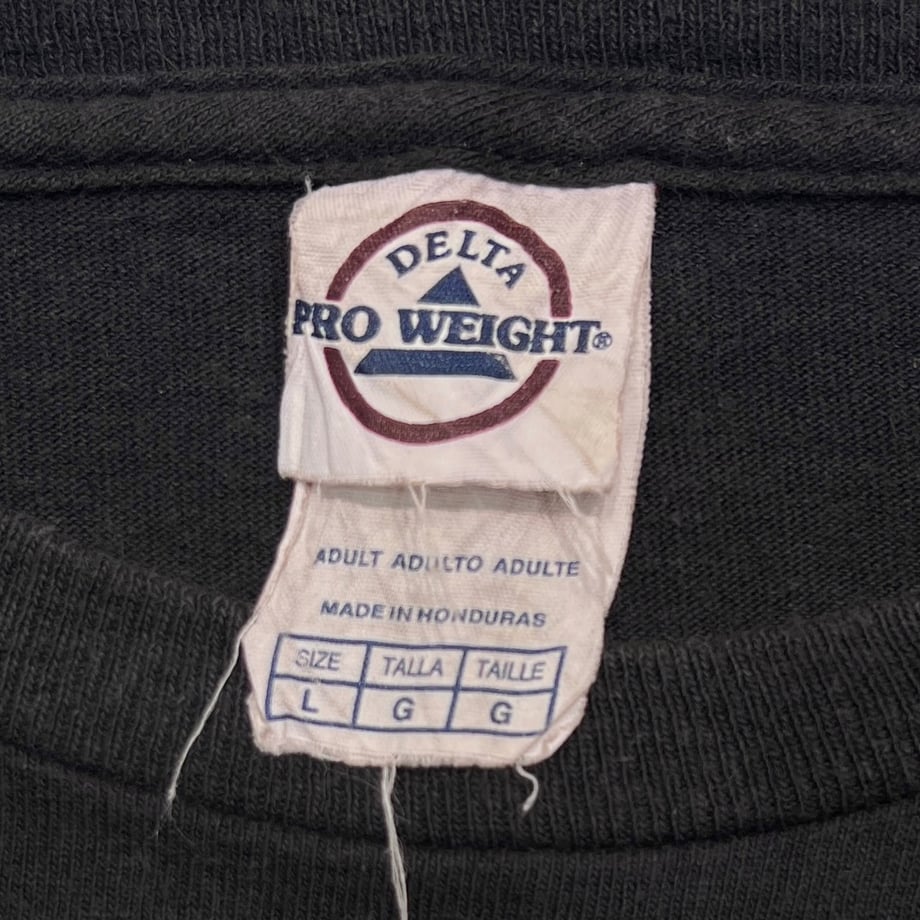 DELTA
PRO WEIGHT®
ADULT ADULTO ADULTE
MADE IN HONDURAS
SIZE TALLA TAILLE
L G G